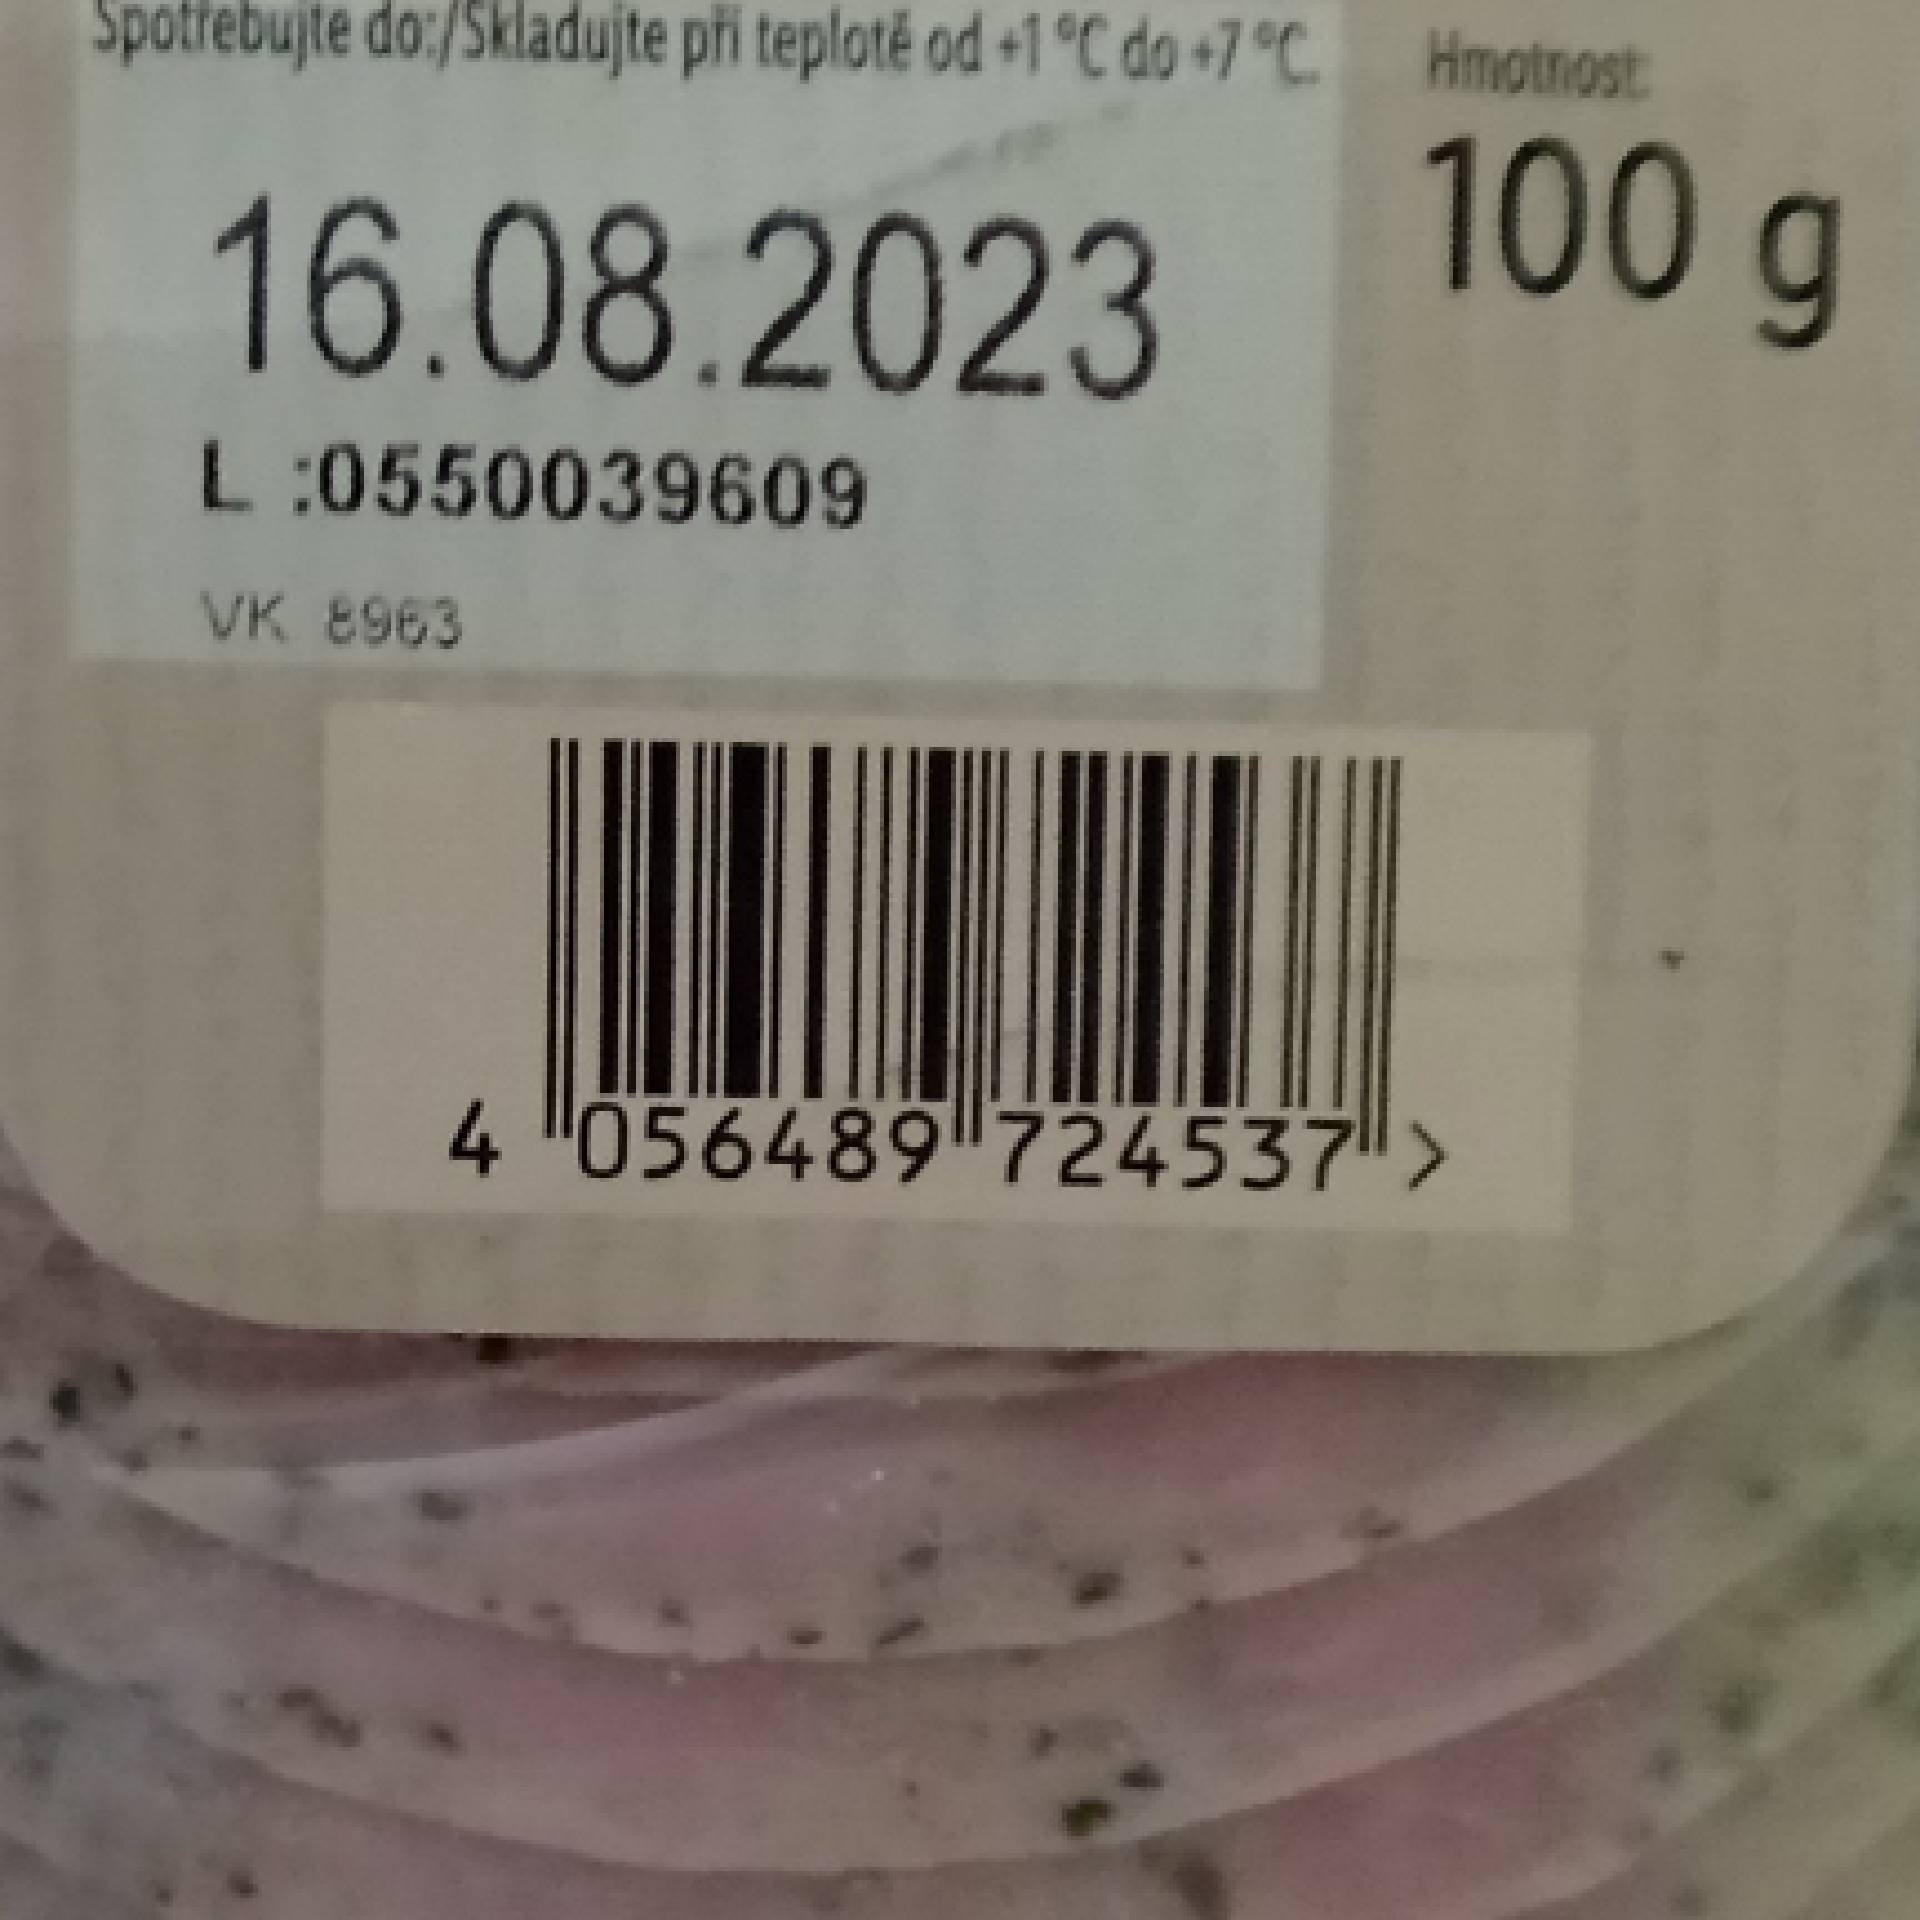 Spotřebujte do:/Skladujte při teplotě od +1 °C do +7 °C.
16.08.2023
L :0550039609
VK 8963
Hmotnost:
100 g
4 056489 724537 >